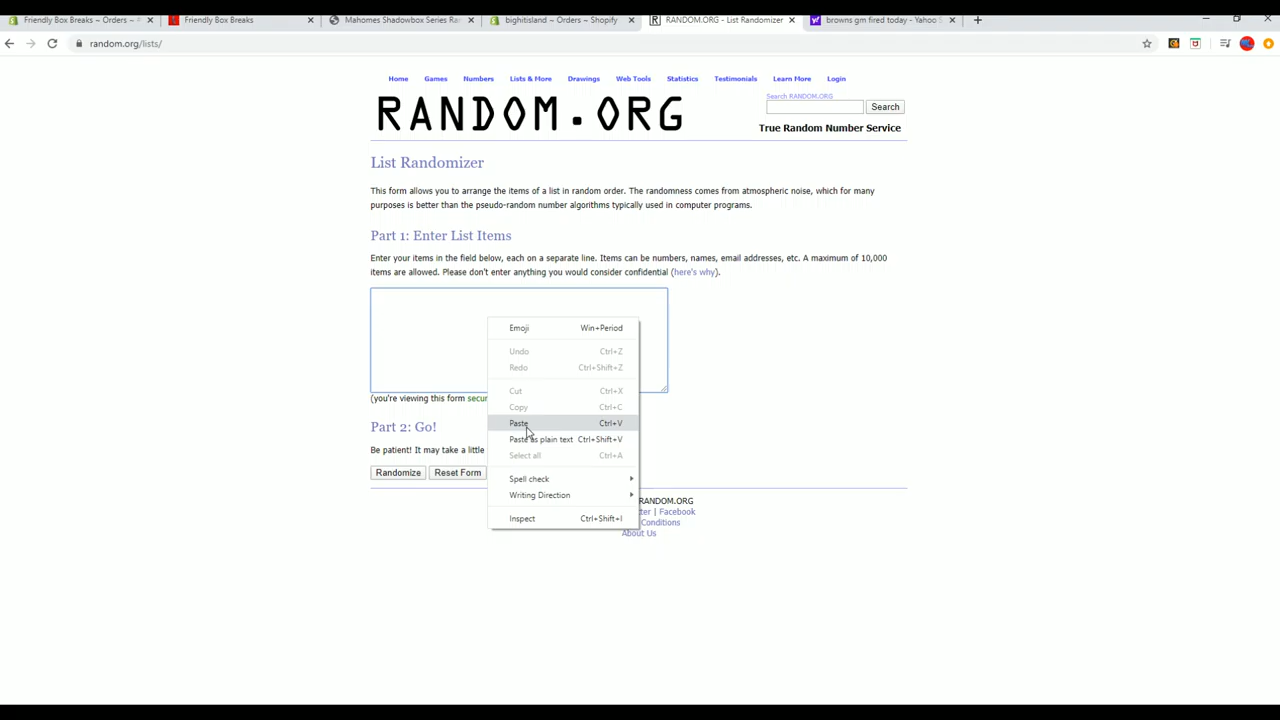 Friendly Box Breaks ~ Orders ~
Friendly Box Breaks
Mahomes Shadowbox Series Ra
bighitisland ~ Orders ~ Shopify
RANDOM.ORG - List Randomizer
browns gm fired today - Yahoo
random.org/lists/
Home Games Numbers Lists & More Drawings Web Tools Statistics Testimonials Learn More Login
RANDOM.ORG
Search RANDOM.ORG
Search
True Random Number Service
List Randomizer
This form allows you to arrange the items of a list in random order. The randomness comes from atmospheric noise, which for many
purposes is better than the pseudo-random number algorithms typically used in computer programs.
Part 1: Enter List Items
Enter your items in the field below, each on a separate line. Items can be numbers, names, email addresses, etc. A maximum of 10,000
items are allowed. Please don't enter anything you would consider confidential (here's why).
Emoji Win+Period
Undo Ctrl+Z
Redo Ctrl+Shift+Z
Cut Ctrl+X
(you're viewing this form secur
Copy Ctrl+C
Paste Ctrl+V
Part 2: Go!
Paste as plain text Ctrl+Shift+V
Be patient! It may take a little
Select all Ctrl+A
Randomize Reset Form
Spell check
Writing Direction
RANDOM.ORG
tter | Facebook
Inspect Ctrl+Shift+I
Conditions
About Us